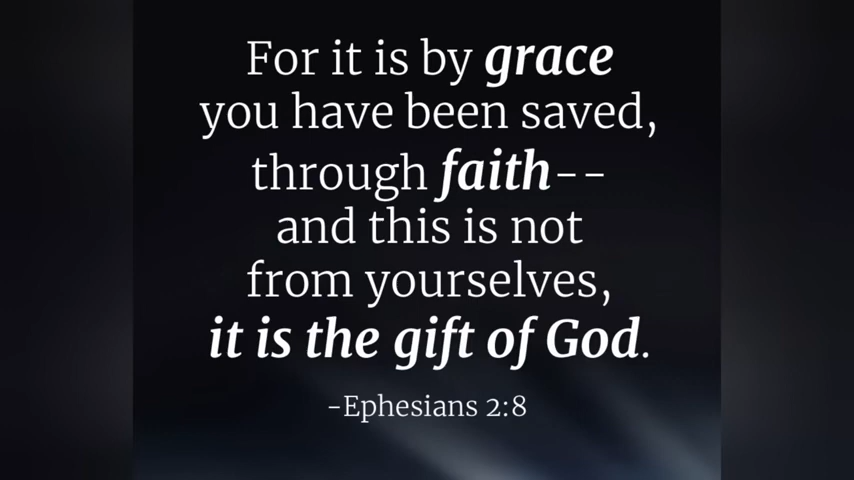 For it is by grace
you have been saved,
through faith--
and this is not
from yourselves,
it is the gift of God.
-Ephesians 2:8